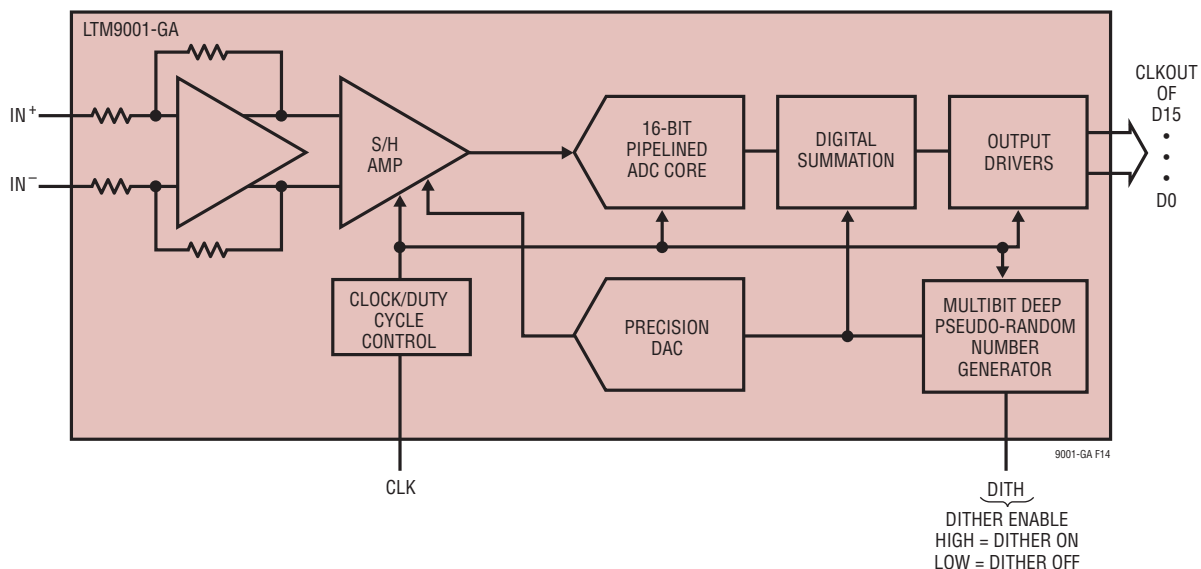 LTM9001-GA
IN+
IN–
S/H
AMP
16-BIT
PIPELINED
ADC CORE
DIGITAL
SUMMATION
OUTPUT
DRIVERS
CLKOUT
OF
D15
•
•
•
D0
CLOCK/DUTY
CYCLE
CONTROL
PRECISION
DAC
MULTIBIT DEEP
PSEUDO-RANDOM
NUMBER
GENERATOR
9001-GA F14
CLK
DITH
DITHER ENABLE
HIGH = DITHER ON
LOW = DITHER OFF